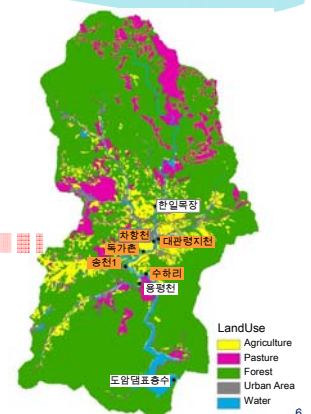 한일목장
차항천
대관령지천
독가촌
송천1
수하리
용평천
도암댐표층수
LandUse
Agriculture
Pasture
Forest
Urban Area
Water
6